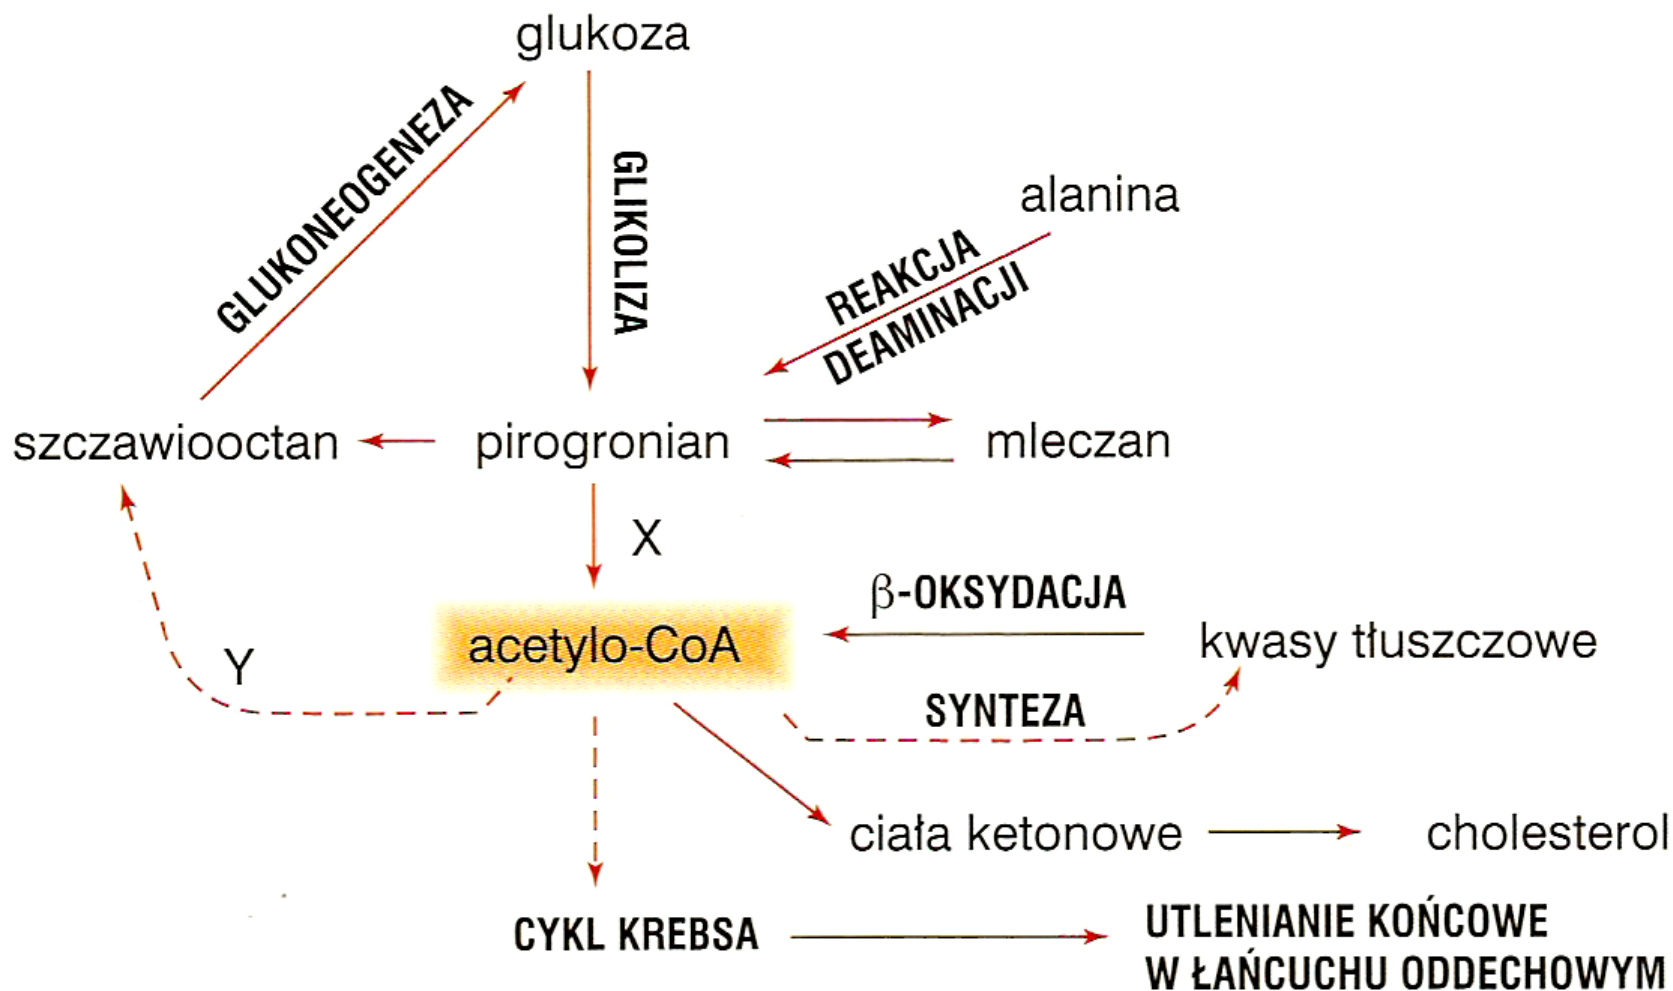 glukoza
GLUKONEOGENEZA
GLIKOLIZA
alanina
REAKCJA
DEAMINACJI
szczawiooctan
pirogronian
mleczan
X
β-OKSYDACJA
acetylo-CoA
kwasy tłuszczowe
Y
SYNTEZA
ciała ketonowe
cholesterol
CYKL KREBSA
UTLENIANIE KOŃCOWE
W ŁAŃCUCHU ODDECHOWYM